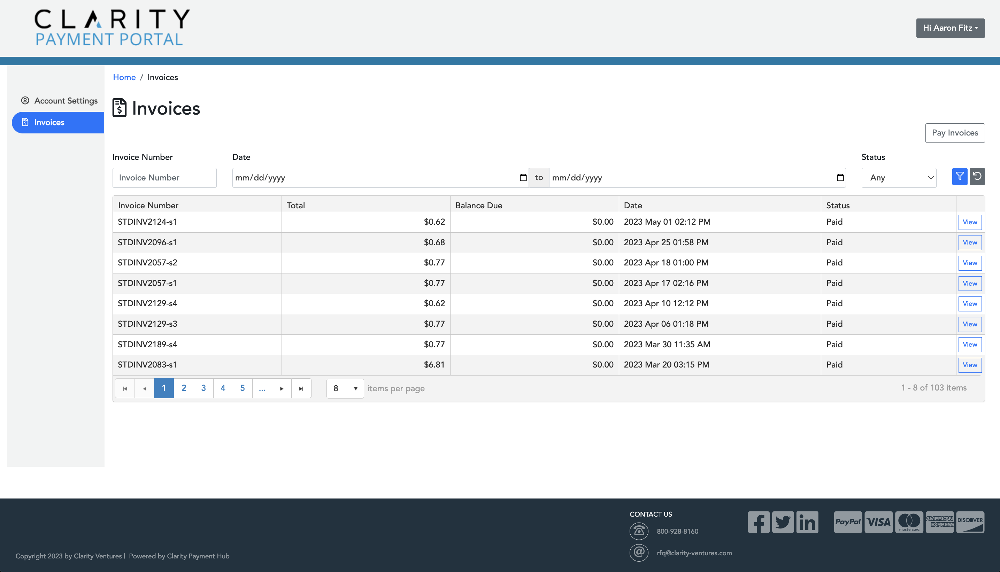 CLARITY
PAYMENT PORTAL
Hi Aaron Fitz
Home / Invoices
Account Settings
Invoices
Invoices
Pay Invoices
Invoice Number Date Status
Invoice Number mm/dd/yyyy to mm/dd/yyyy Any
Invoice Number Total Balance Due Date Status
STDINV2124-s1 $0.62 $0.00 2023 May 01 02:12 PM Paid View
STDINV2096-s1 $0.68 $0.00 2023 Apr 25 01:58 PM Paid View
STDINV2057-s2 $0.77 $0.00 2023 Apr 18 01:00 PM Paid View
STDINV2057-s1 $0.77 $0.00 2023 Apr 17 02:16 PM Paid View
STDINV2129-s4 $0.62 $0.00 2023 Apr 10 12:12 PM Paid View
STDINV2129-s3 $0.77 $0.00 2023 Apr 06 01:18 PM Paid View
STDINV2189-s4 $0.77 $0.00 2023 Mar 30 11:35 AM Paid View
STDINV2083-s1 $6.81 $0.00 2023 Mar 20 03:15 PM Paid View
1 2 3 4 5 ... 8 items per page 1 - 8 of 103 items
CONTACT US
800-928-8160
rfq@clarity-ventures.com
PayPal VISA mastercard AMERICAN EXPRESS DISCOVER
Copyright 2023 by Clarity Ventures | Powered by Clarity Payment Hub